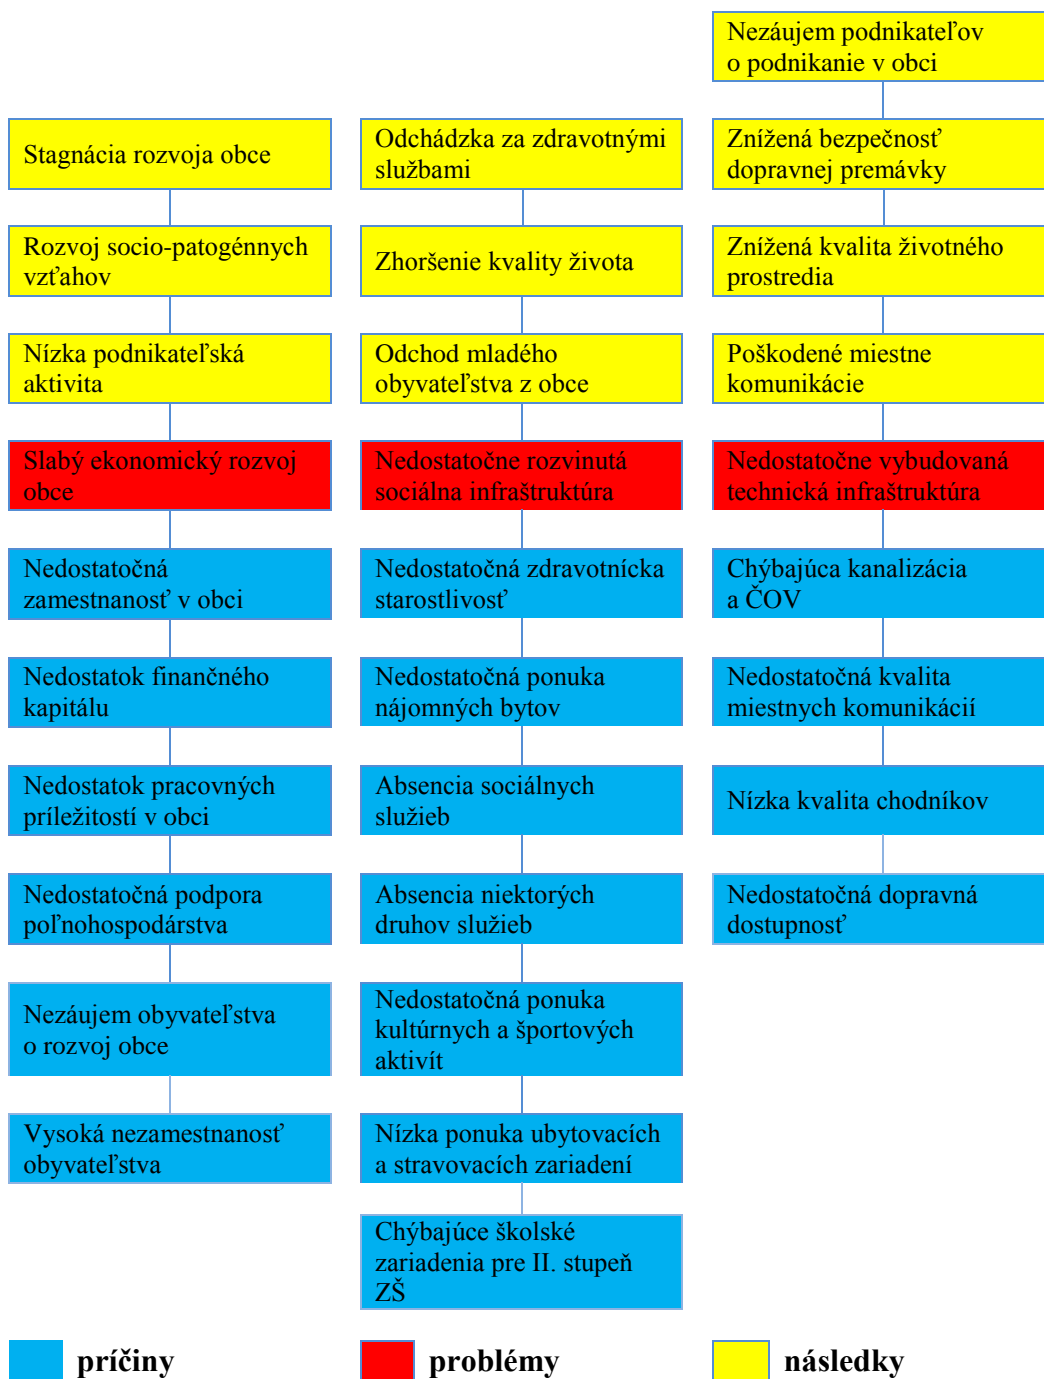 Nezáujem podnikateľov
o podnikanie v obci
Stagnácia rozvoja obce
Odchádzka za zdravotnými
službami
Znížená bezpečnosť
dopravnej premávky
Rozvoj socio-patogénnych
vzťahov
Zhoršenie kvality života
Znížená kvalita životného
prostredia
Nízka podnikateľská
aktivita
Odchod mladého
obyvateľstva z obce
Poškodené miestne
komunikácie
Slabý ekonomický rozvoj
obce
Nedostatočne rozvinutá
sociálna infraštruktúra
Nedostatočne vybudovaná
technická infraštruktúra
Nedostatočná
zamestnanosť v obci
Nedostatočná zdravotnícka
starostlivosť
Chýbajúca kanalizácia
a ČOV
Nedostatok finančného
kapitálu
Nedostatočná ponuka
nájomných bytov
Nedostatočná kvalita
miestnych komunikácií
Nedostatok pracovných
príležitostí v obci
Absencia sociálnych
služieb
Nízka kvalita chodníkov
Nedostatočná podpora
poľnohospodárstva
Absencia niektorých
druhov služieb
Nedostatočná dopravná
dostupnosť
Nezáujem obyvateľstva
o rozvoj obce
Nedostatočná ponuka
kultúrnych a športových
aktivít
Vysoká nezamestnanosť
obyvateľstva
Nízka ponuka ubytovacích
a stravovacích zariadení
Chýbajúce školské
zariadenia pre II. stupeň
ZŠ
príčiny
problémy
následky